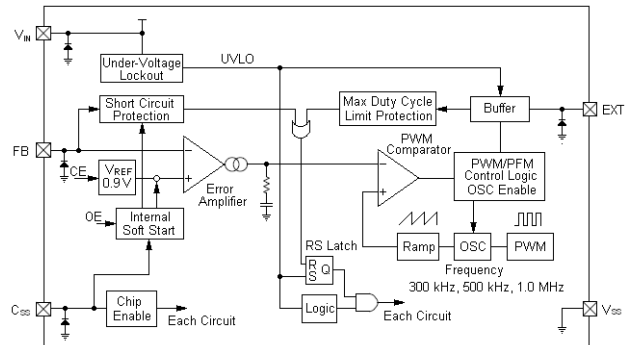 VIN
Under-Voltage
Lockout
UVLO
Short Circuit
Protection
Max Duty Cycle
Limit Protection
Buffer
EXT
FB
CE
VREF
0.9V
Error
Amplifier
PWM
Comparator
PWM/PFM
Control Logic
OSC Enable
OE
Internal
Soft Start
RS Latch
R
S
Q
Ramp
OSC
PWM
Frequency
300 kHz, 500 kHz, 1.0 MHz
CSS
Chip
Enable
Each Circuit
Logic
Each Circuit
VSS